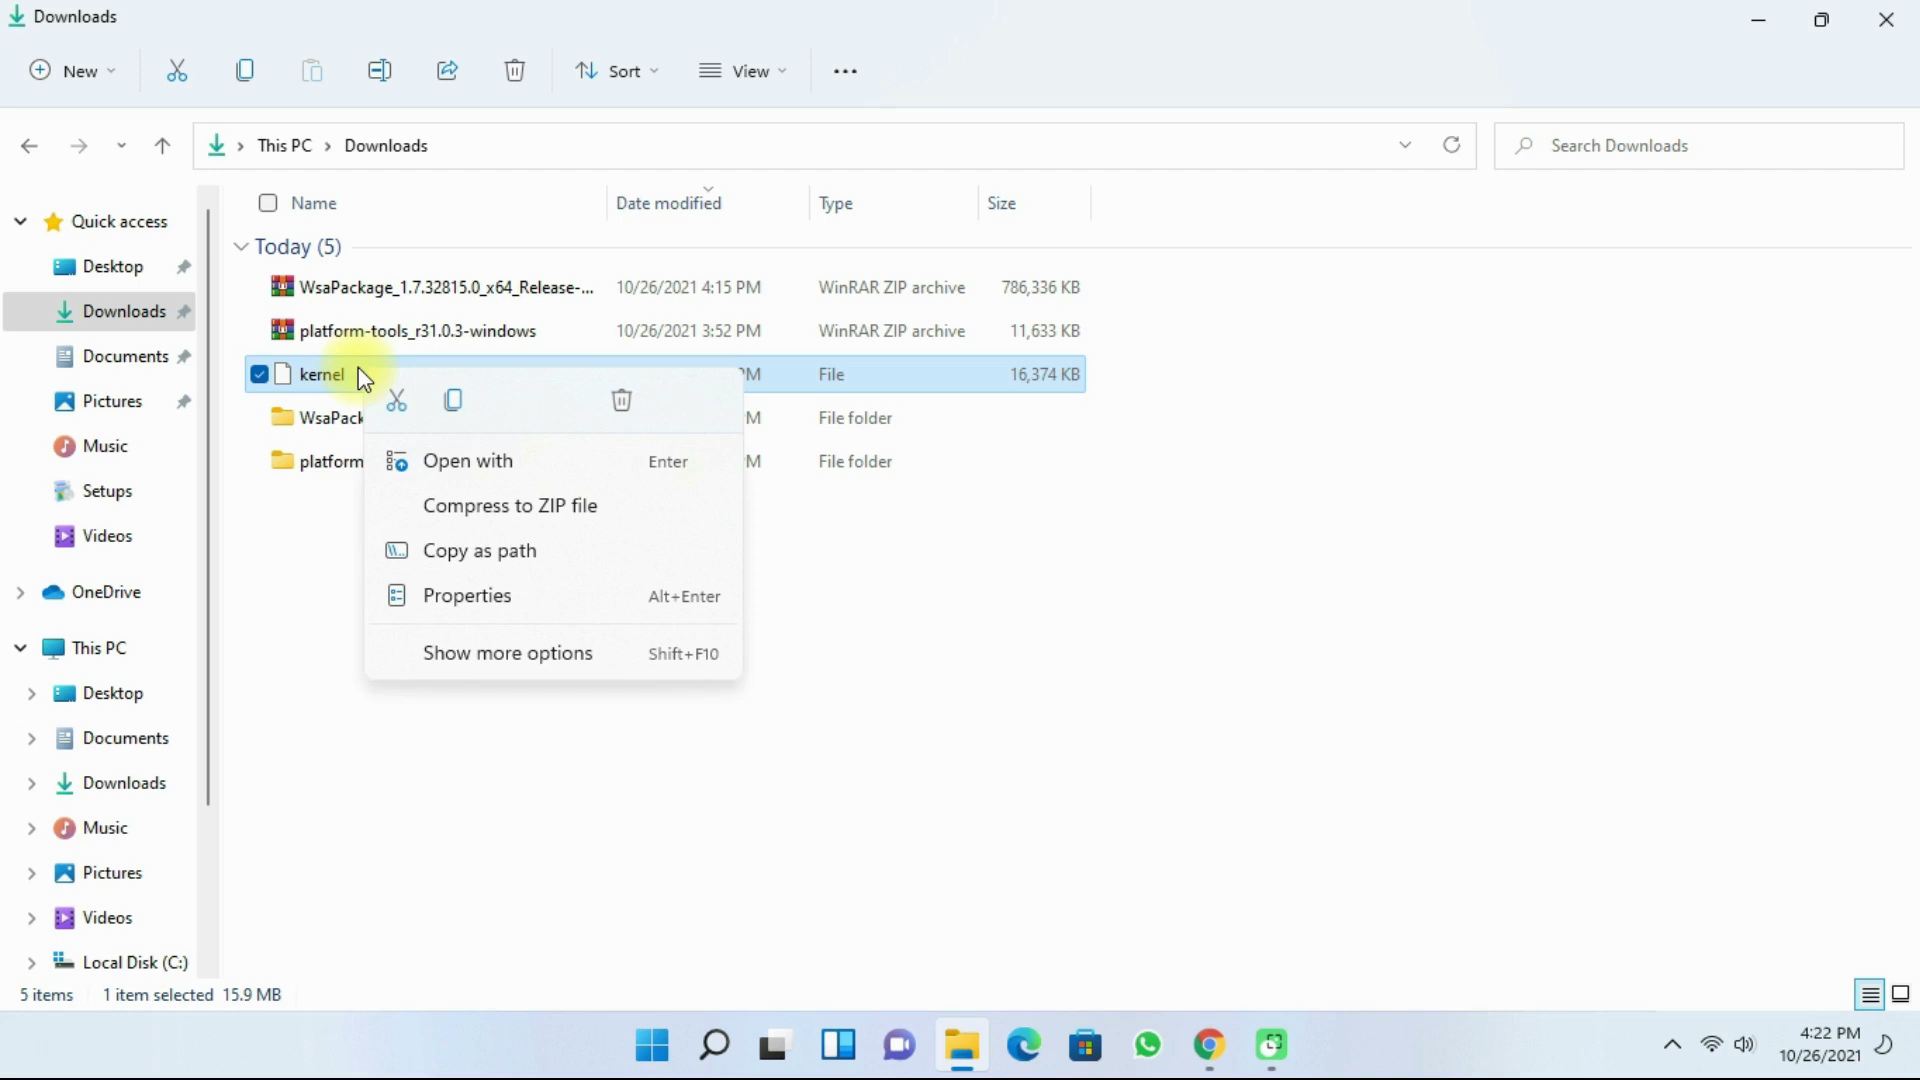 Downloads
New
Sort
View
This PC
Downloads
Search Downloads
Name
Date modified
Type
Size
Quick access
Desktop
Downloads
Documents
Pictures
Music
Setups
Videos
OneDrive
This PC
Desktop
Documents
Downloads
Music
Pictures
Videos
Local Disk (C:)
Today (5)
WsaPackage_1.7.32815.0_x64_Release-... 10/26/2021 4:15 PM WinRAR ZIP archive 786,336 KB
platform-tools_r31.0.3-windows 10/26/2021 3:52 PM WinRAR ZIP archive 11,633 KB
kernel PM File 16,374 KB
WsaPack M File folder
platform M File folder
Open with Enter
Compress to ZIP file
Copy as path
Properties Alt+Enter
Show more options Shift+F10
5 items 1 item selected 15.9 MB
4:22 PM
10/26/2021